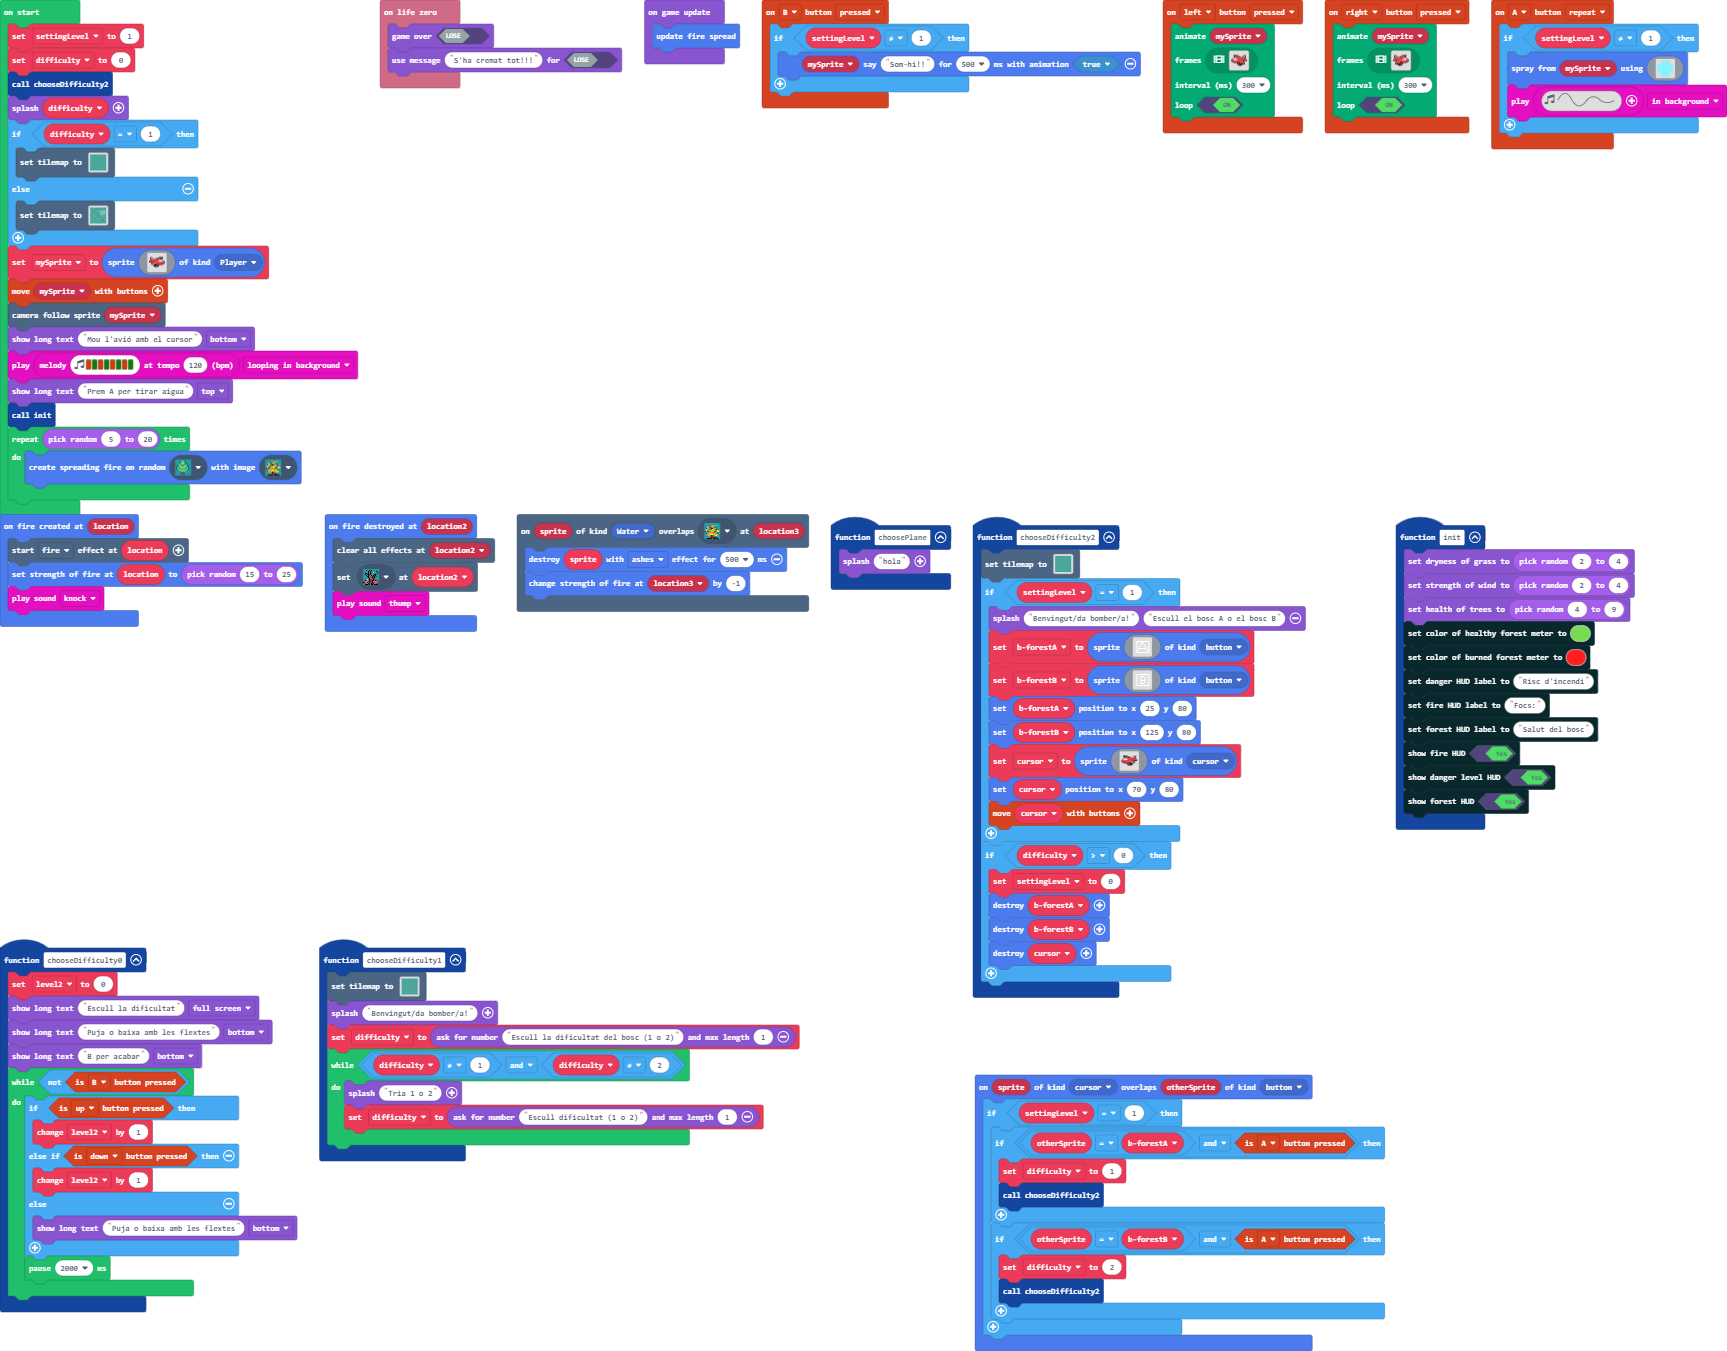 on start
set settingLevel to 1
set difficulty to 0
call chooseDifficulty2
splash difficulty
if difficulty = 1 then
set tilemap to
else
set tilemap to
set mySprite to sprite of kind Player
move mySprite with buttons
camera follow sprite mySprite
show long text "Mou l'avió amb el cursor" bottom
play melody at tempo 120 (bpm) looping in background
show long text "Prem A per tirar aigua" top
call init
repeat pick random 5 to 20 times
do
create spreading fire on random with image
on life zero
game over LOSE
use message "S'ha cremat tot!!!" for LOSE
on game update
update fire spread
on B button pressed
if settingLevel ≠ 1 then
mySprite say "Som-hi!!" for 500 ms with animation true
on left button pressed
animate mySprite
frames
interval (ms) 300
loop ON
on right button pressed
animate mySprite
frames
interval (ms) 300
loop ON
on A button repeat
if settingLevel ≠ 1 then
spray from mySprite using
play in background
on fire created at location
start fire effect at location
set strength of fire at location to pick random 15 to 25
play sound knock
on fire destroyed at location2
clear all effects at location2
set at location2
play sound thump
on sprite of kind Water overlaps at location3
destroy sprite with ashes effect for 500 ms
change strength of fire at location3 by -1
function choosePlane
splash "hola"
function chooseDifficulty2
set tilemap to
if settingLevel = 1 then
splash "Benvingut/da bomber/a!" "Escull el bosc A o el bosc B"
set b-forestA to sprite of kind button
set b-forestB to sprite of kind button
set b-forestA position to x 25 y 80
set b-forestB position to x 125 y 80
set cursor to sprite of kind cursor
set cursor position to x 70 y 80
move cursor with buttons
if difficulty > 0 then
set settingLevel to 0
destroy b-forestA
destroy b-forestB
destroy cursor
function init
set dryness of grass to pick random 2 to 4
set strength of wind to pick random 2 to 4
set health of trees to pick random 4 to 9
set color of healthy forest meter to
set color of burned forest meter to
set danger HUD label to "Risc d'incendi"
set fire HUD label to "Focs:"
set forest HUD label to "Salut del bosc"
show fire HUD Yes
show danger level HUD Yes
show forest HUD Yes
function chooseDifficulty0
set level2 to 0
show long text "Escull la dificultat" full screen
show long text "Puja o baixa amb les flextes" bottom
show long text "B per acabar" bottom
while not is B button pressed
do
if is up button pressed then
change level2 by 1
else if is down button pressed then
change level2 by 1
else
show long text "Puja o baixa amb les flextes" bottom
pause 2000 ms
function chooseDifficulty1
set tilemap to
splash "Benvingut/da bomber/a!"
set difficulty to ask for number "Escull la dificultat del bosc (1 o 2)" and max length 1
while difficulty ≠ 1 and difficulty ≠ 2
do
splash "Tria 1 o 2"
set difficulty to ask for number "Escull dificultat (1 o 2)" and max length 1
on sprite of kind cursor overlaps otherSprite of kind button
if settingLevel = 1 then
if otherSprite = b-forestA and is A button pressed then
set difficulty to 1
call chooseDifficulty2
if otherSprite = b-forestB and is A button pressed then
set difficulty to 2
call chooseDifficulty2